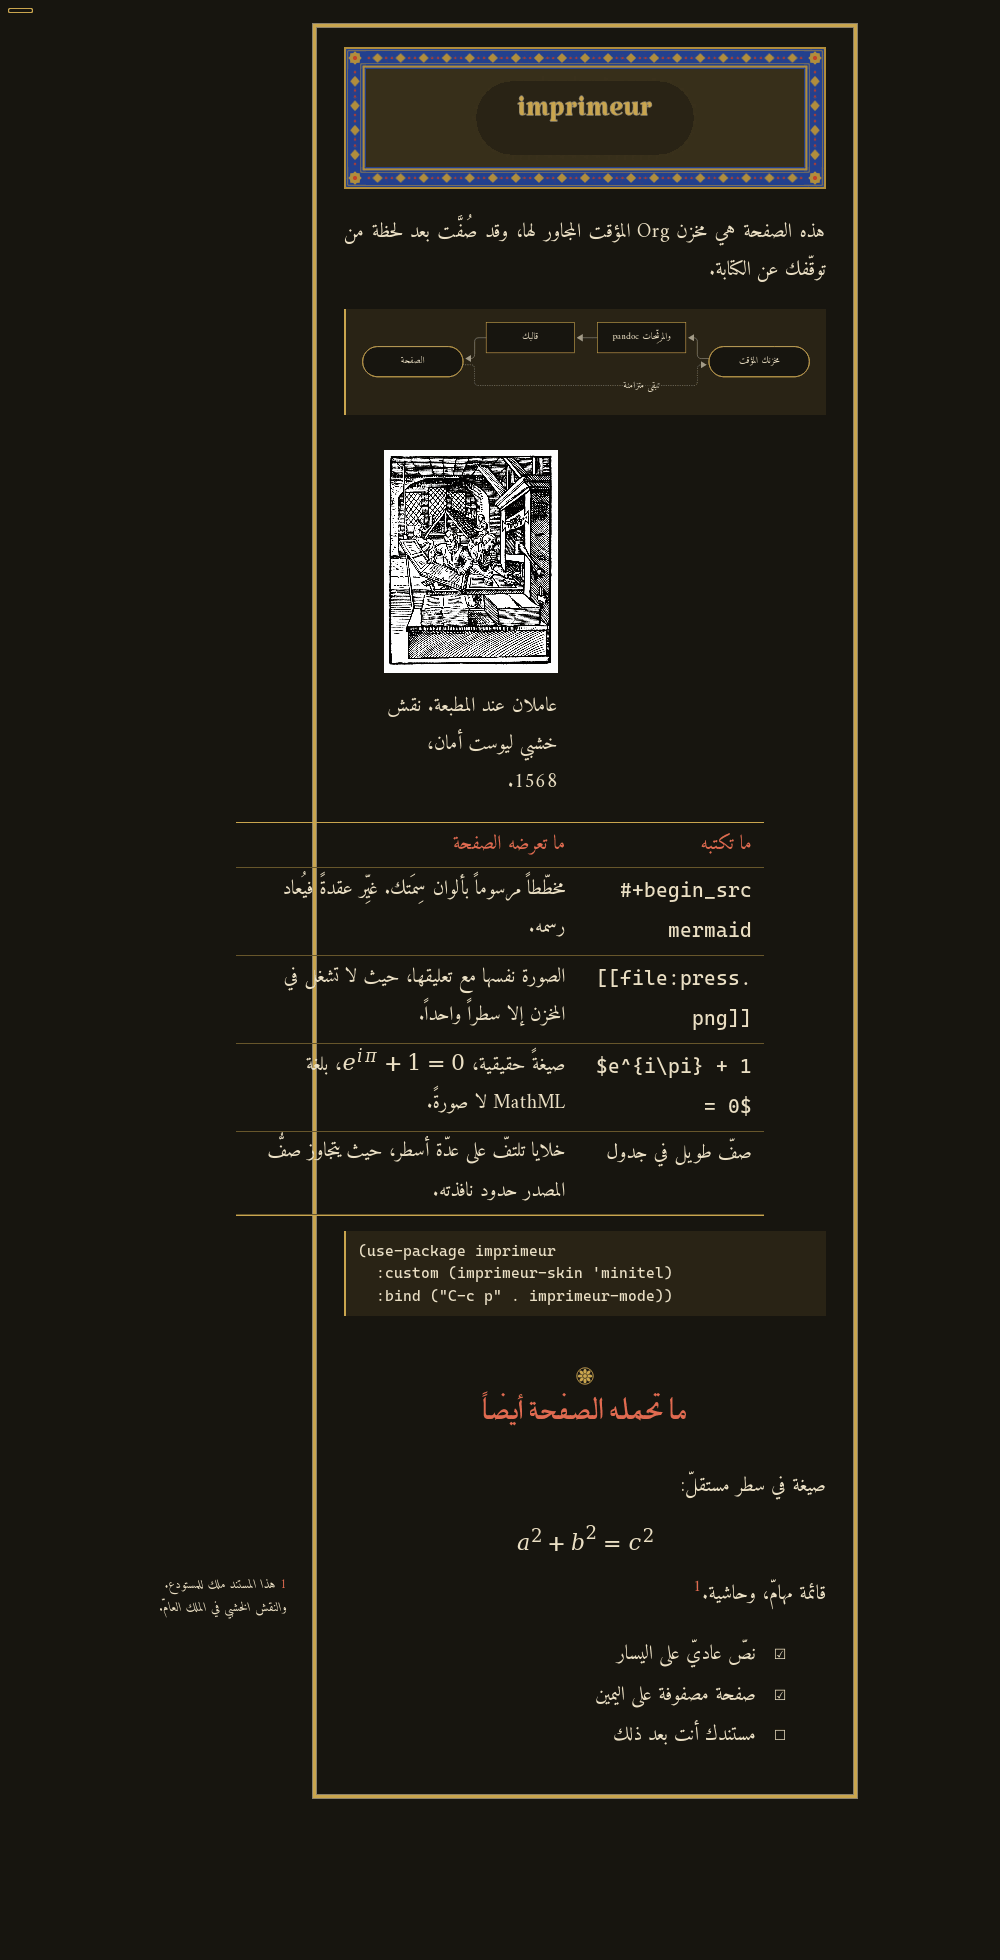 imprimeur
هذه الصفحة هي مخزن Org المؤقت المجاور لها، وقد صُفَّت بعد لحظة من
توقّفك عن الكتابة.
مخزنك المؤقت
pandoc والمرشّحات
قالبك
الصفحة
تبقى متزامنة
عاملان عند المطبعة. نقش
خشبي ليوست أمان،
1568.
ما تكتبه
ما تعرضه الصفحة
#+begin_src
mermaid
مخطّطاً مرسوماً بألوان سِمَتك. غيِّر عقدةً فيُعاد
رسمه.
[[file:press.
png]]
الصورة نفسها مع تعليقها، حيث لا تشغل في
المخزن إلا سطراً واحداً.
$e^{i\pi} + 1
= 0$
صيغةً حقيقية، e^{iπ} + 1 = 0، بلغة
MathML لا صورةً.
صفّ طويل في جدول
خلايا تلتفّ على عدّة أسطر، حيث يتجاوز صفُّ
المصدر حدود نافذته.
(use-package imprimeur
  :custom (imprimeur-skin 'minitel)
  :bind ("C-c p" . imprimeur-mode))
ما تحمله الصفحة أيضاً
صيغة في سطر مستقلّ:
a² + b² = c²
قائمة مهامّ، وحاشية.1
1 هذا المستند ملك للمستودع.
والنقش الخشبي في الملك العامّ.
☑ نصّ عاديّ على اليسار
☑ صفحة مصفوفة على اليمين
☐ مستندك أنت بعد ذلك